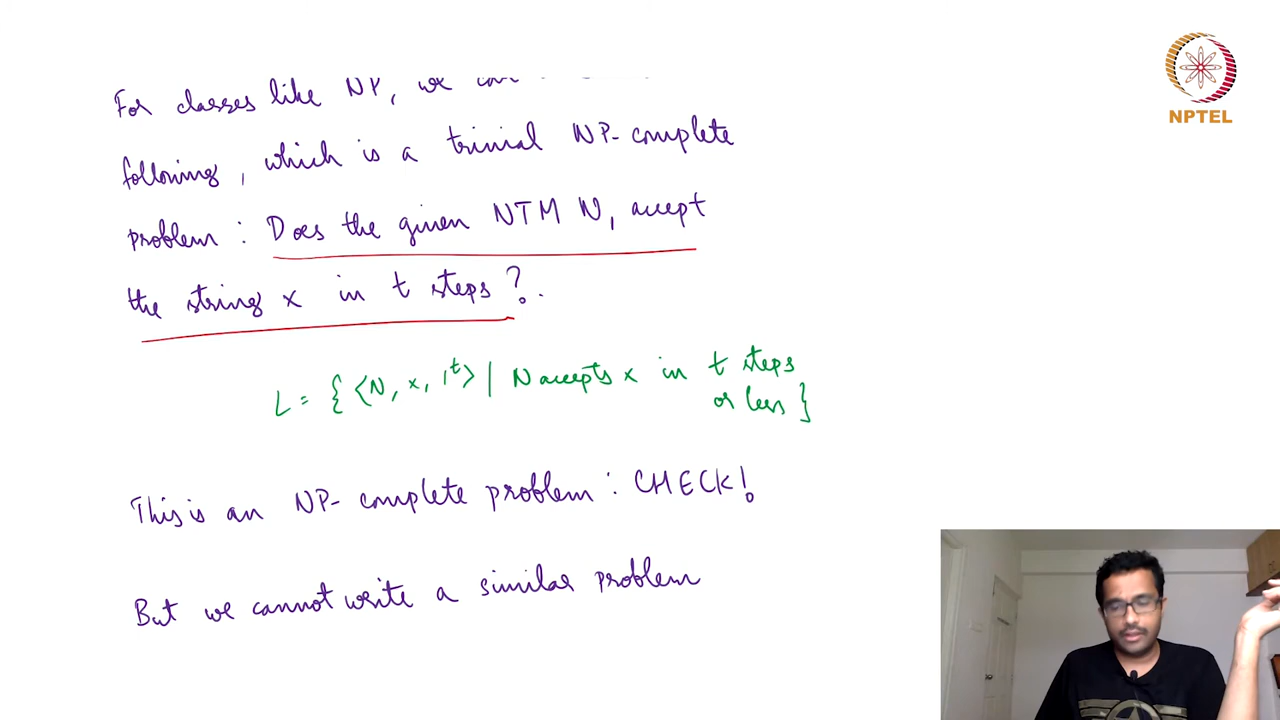 For classes like NP, we can
NPTEL
following, which is a trivial NP-complete
problem : Does the given NTM N, accept
the string x in t steps ?.
L = { ⟨N, x, 1^t⟩ | N accepts x in t steps
or less }
This is an NP-complete problem : CHECK!
But we cannot write a similar problem